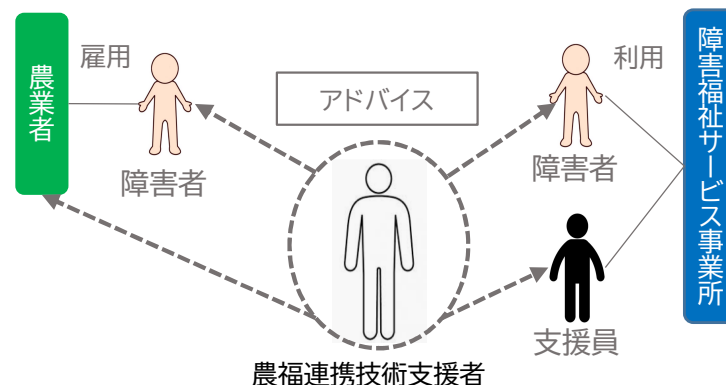 農業者
雇用
障害者
アドバイス
農福連携技術支援者
利用
障害者
支援員
障害福祉サービス事業所